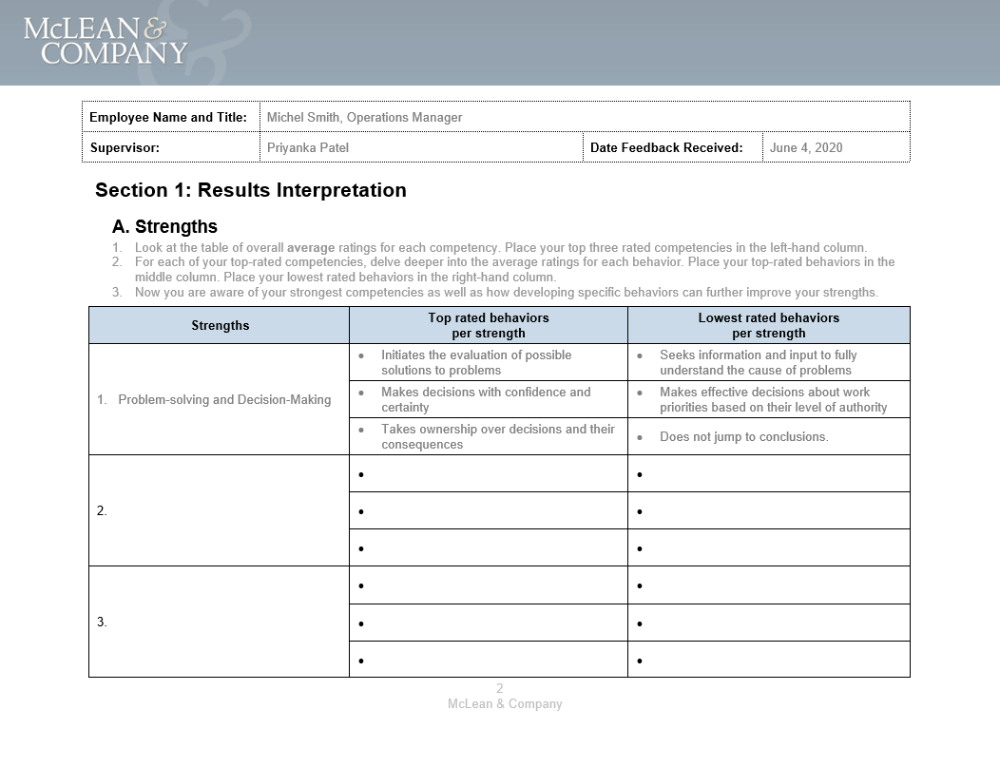 McLEAN &
COMPANY
Employee Name and Title: Michel Smith, Operations Manager
Supervisor: Priyanka Patel Date Feedback Received: June 4, 2020
Section 1: Results Interpretation
A. Strengths
1. Look at the table of overall average ratings for each competency. Place your top three rated competencies in the left-hand column.
2. For each of your top-rated competencies, delve deeper into the average ratings for each behavior. Place your top-rated behaviors in the
middle column. Place your lowest rated behaviors in the right-hand column.
3. Now you are aware of your strongest competencies as well as how developing specific behaviors can further improve your strengths.
Strengths
Top rated behaviors
per strength
Lowest rated behaviors
per strength
1. Problem-solving and Decision-Making
• Initiates the evaluation of possible
solutions to problems
• Seeks information and input to fully
understand the cause of problems
• Makes decisions with confidence and
certainty
• Makes effective decisions about work
priorities based on their level of authority
• Takes ownership over decisions and their
consequences
• Does not jump to conclusions.
2.
• •
• •
• •
3.
• •
• •
• •
2
McLean & Company